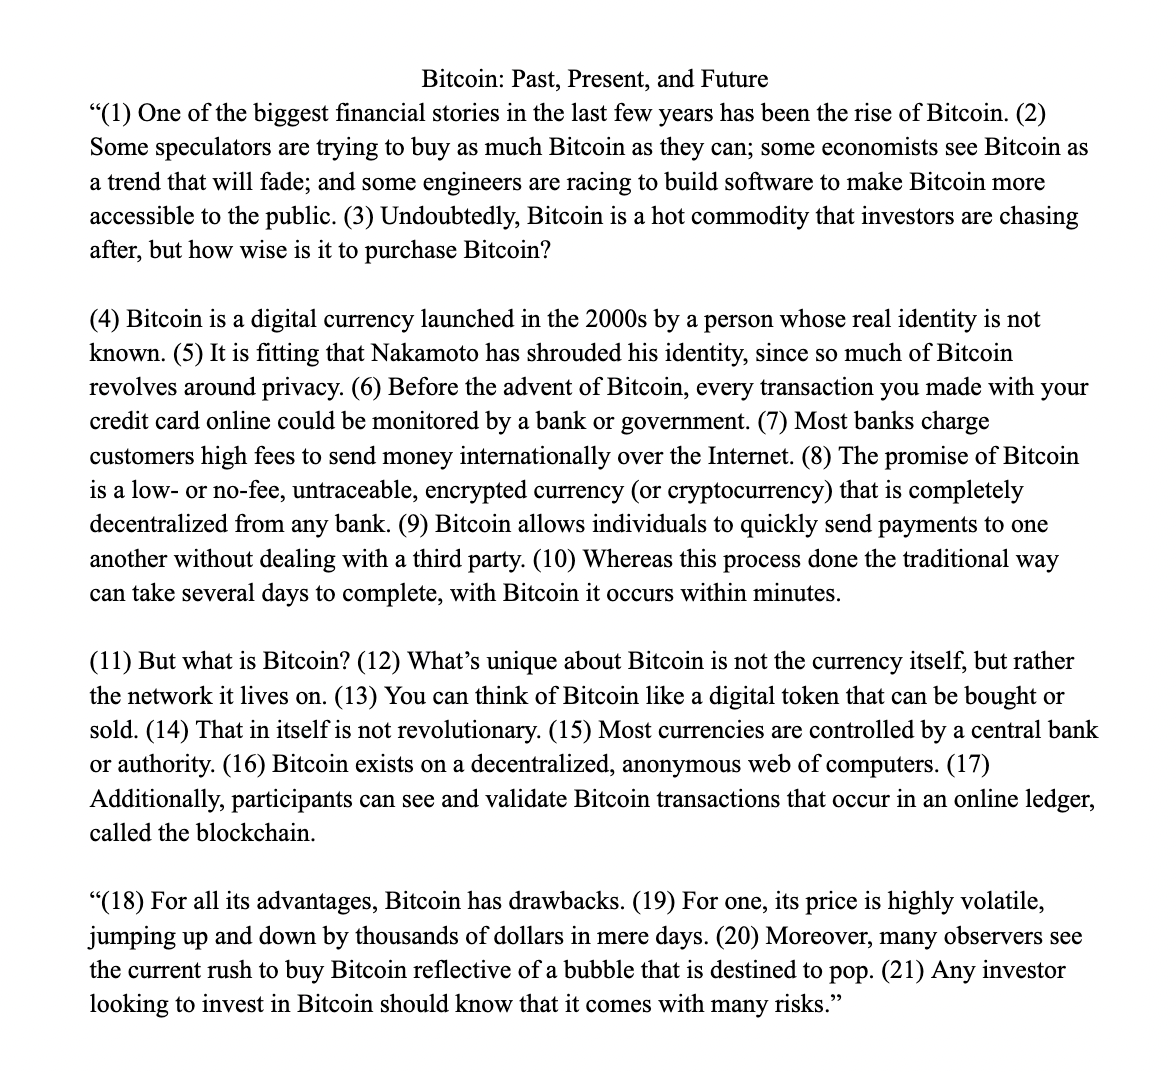 Bitcoin: Past, Present, and Future
“(1) One of the biggest financial stories in the last few years has been the rise of Bitcoin. (2)
Some speculators are trying to buy as much Bitcoin as they can; some economists see Bitcoin as
a trend that will fade; and some engineers are racing to build software to make Bitcoin more
accessible to the public. (3) Undoubtedly, Bitcoin is a hot commodity that investors are chasing
after, but how wise is it to purchase Bitcoin?
(4) Bitcoin is a digital currency launched in the 2000s by a person whose real identity is not
known. (5) It is fitting that Nakamoto has shrouded his identity, since so much of Bitcoin
revolves around privacy. (6) Before the advent of Bitcoin, every transaction you made with your
credit card online could be monitored by a bank or government. (7) Most banks charge
customers high fees to send money internationally over the Internet. (8) The promise of Bitcoin
is a low- or no-fee, untraceable, encrypted currency (or cryptocurrency) that is completely
decentralized from any bank. (9) Bitcoin allows individuals to quickly send payments to one
another without dealing with a third party. (10) Whereas this process done the traditional way
can take several days to complete, with Bitcoin it occurs within minutes.
(11) But what is Bitcoin? (12) What’s unique about Bitcoin is not the currency itself, but rather
the network it lives on. (13) You can think of Bitcoin like a digital token that can be bought or
sold. (14) That in itself is not revolutionary. (15) Most currencies are controlled by a central bank
or authority. (16) Bitcoin exists on a decentralized, anonymous web of computers. (17)
Additionally, participants can see and validate Bitcoin transactions that occur in an online ledger,
called the blockchain.
“(18) For all its advantages, Bitcoin has drawbacks. (19) For one, its price is highly volatile,
jumping up and down by thousands of dollars in mere days. (20) Moreover, many observers see
the current rush to buy Bitcoin reflective of a bubble that is destined to pop. (21) Any investor
looking to invest in Bitcoin should know that it comes with many risks.”